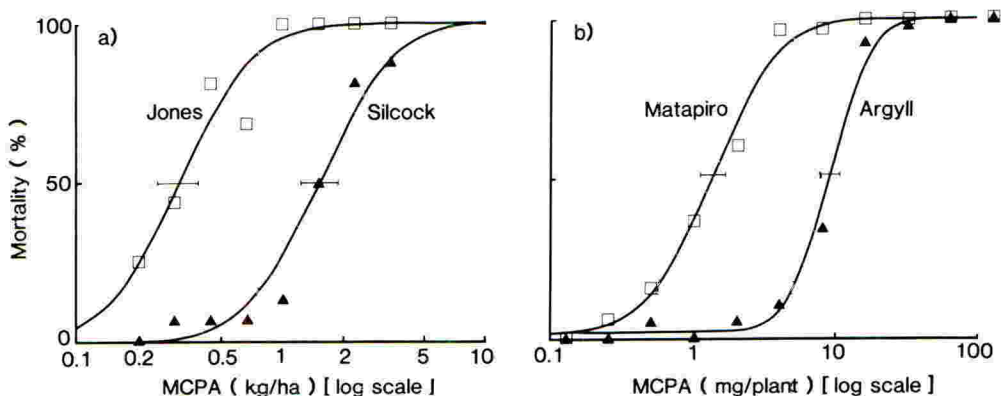 a)
100
50
0
Mortality ( % )
Jones
Silcock
0.1 0.2 0.5 1 2 5 10
MCPA ( kg/ha ) [ log scale ]
b)
Matapiro
Argyll
0.1 1 10 100
MCPA ( mg/plant ) [ log scale ]